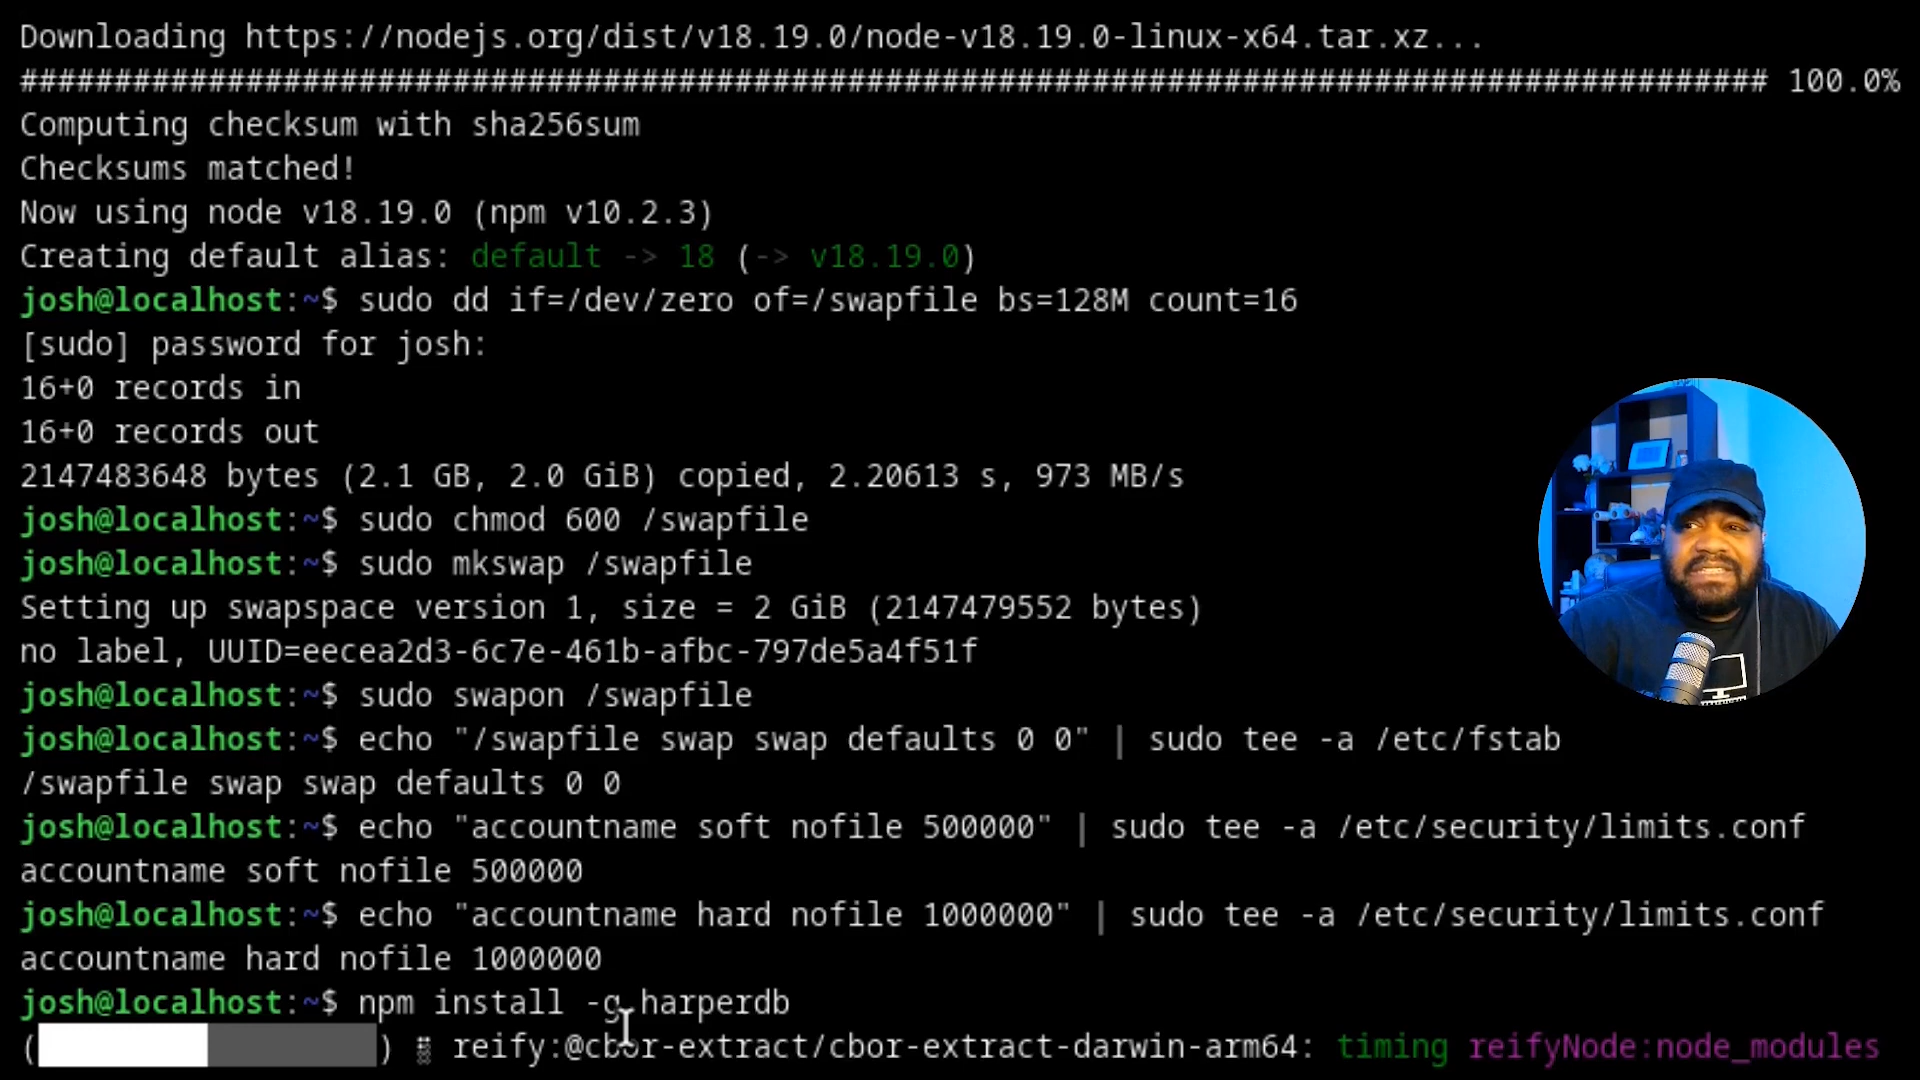 Downloading https://nodejs.org/dist/v18.19.0/node-v18.19.0-linux-x64.tar.xz...
############################################################################################# 100.0%
Computing checksum with sha256sum
Checksums matched!
Now using node v18.19.0 (npm v10.2.3)
Creating default alias: default -> 18 (-> v18.19.0)
josh@localhost:~$ sudo dd if=/dev/zero of=/swapfile bs=128M count=16
[sudo] password for josh:
16+0 records in
16+0 records out
2147483648 bytes (2.1 GB, 2.0 GiB) copied, 2.20613 s, 973 MB/s
josh@localhost:~$ sudo chmod 600 /swapfile
josh@localhost:~$ sudo mkswap /swapfile
Setting up swapspace version 1, size = 2 GiB (2147479552 bytes)
no label, UUID=eecea2d3-6c7e-461b-afbc-797de5a4f51f
josh@localhost:~$ sudo swapon /swapfile
josh@localhost:~$ echo "/swapfile swap swap defaults 0 0" | sudo tee -a /etc/fstab
/swapfile swap swap defaults 0 0
josh@localhost:~$ echo "accountname soft nofile 500000" | sudo tee -a /etc/security/limits.conf
accountname soft nofile 500000
josh@localhost:~$ echo "accountname hard nofile 1000000" | sudo tee -a /etc/security/limits.conf
accountname hard nofile 1000000
josh@localhost:~$ npm install -g harperdb
( ) ⠿ reify:@cbor-extract/cbor-extract-darwin-arm64: timing reifyNode:node_modules